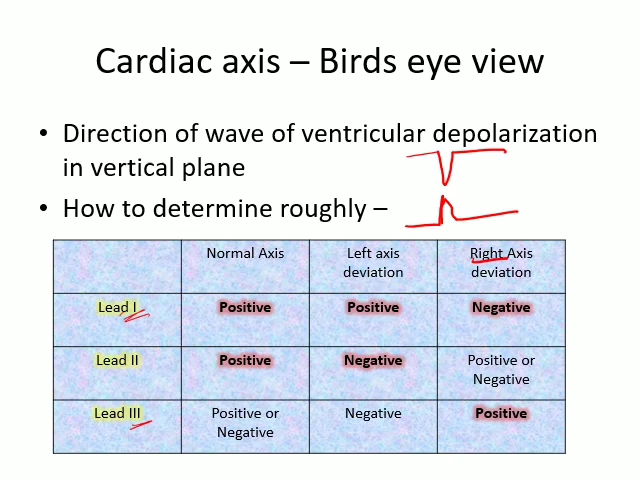 Cardiac axis – Birds eye view
• Direction of wave of ventricular depolarization
in vertical plane
• How to determine roughly –
Normal Axis
Left axis
deviation
Right Axis
deviation
Lead I
Positive
Positive
Negative
Lead II
Positive
Negative
Positive or
Negative
Lead III
Positive or
Negative
Negative
Positive